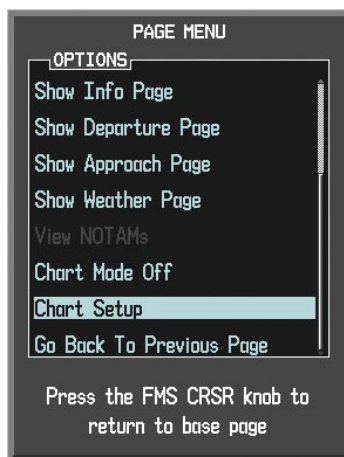 PAGE MENU
OPTIONS
Show Info Page
Show Departure Page
Show Approach Page
Show Weather Page
View NOTAMs
Chart Mode Off
Chart Setup
Go Back To Previous Page
Press the FMS CRSR knob to
return to base page